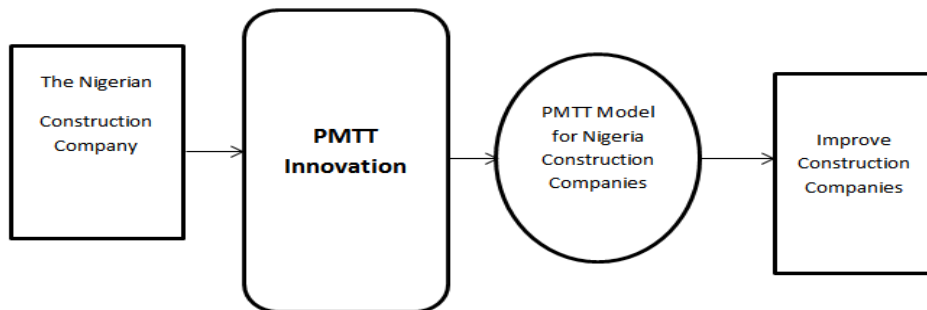 The Nigerian
Construction
Company
PMTT
Innovation
PMTT Model
for Nigeria
Construction
Companies
Improve
Construction
Companies